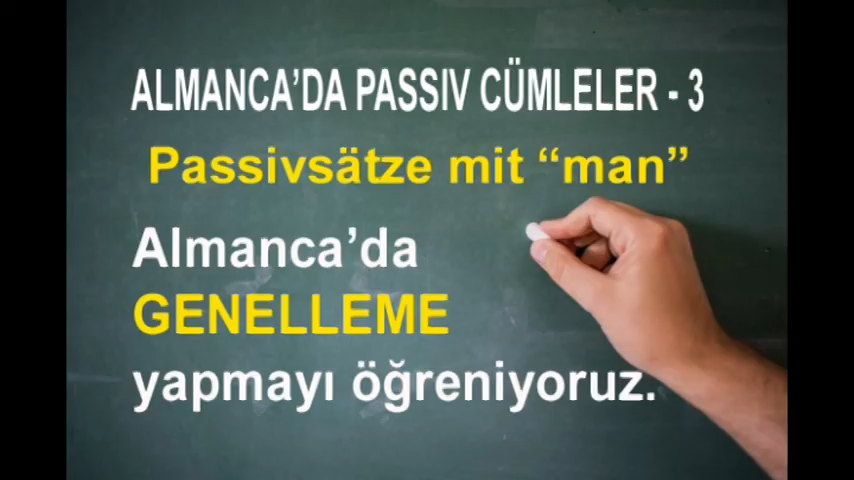 ALMANCA'DA PASSIV CÜMLELER - 3
Passivsätze mit “man”
Almanca'da
GENELLEME
yapmayı öğreniyoruz.